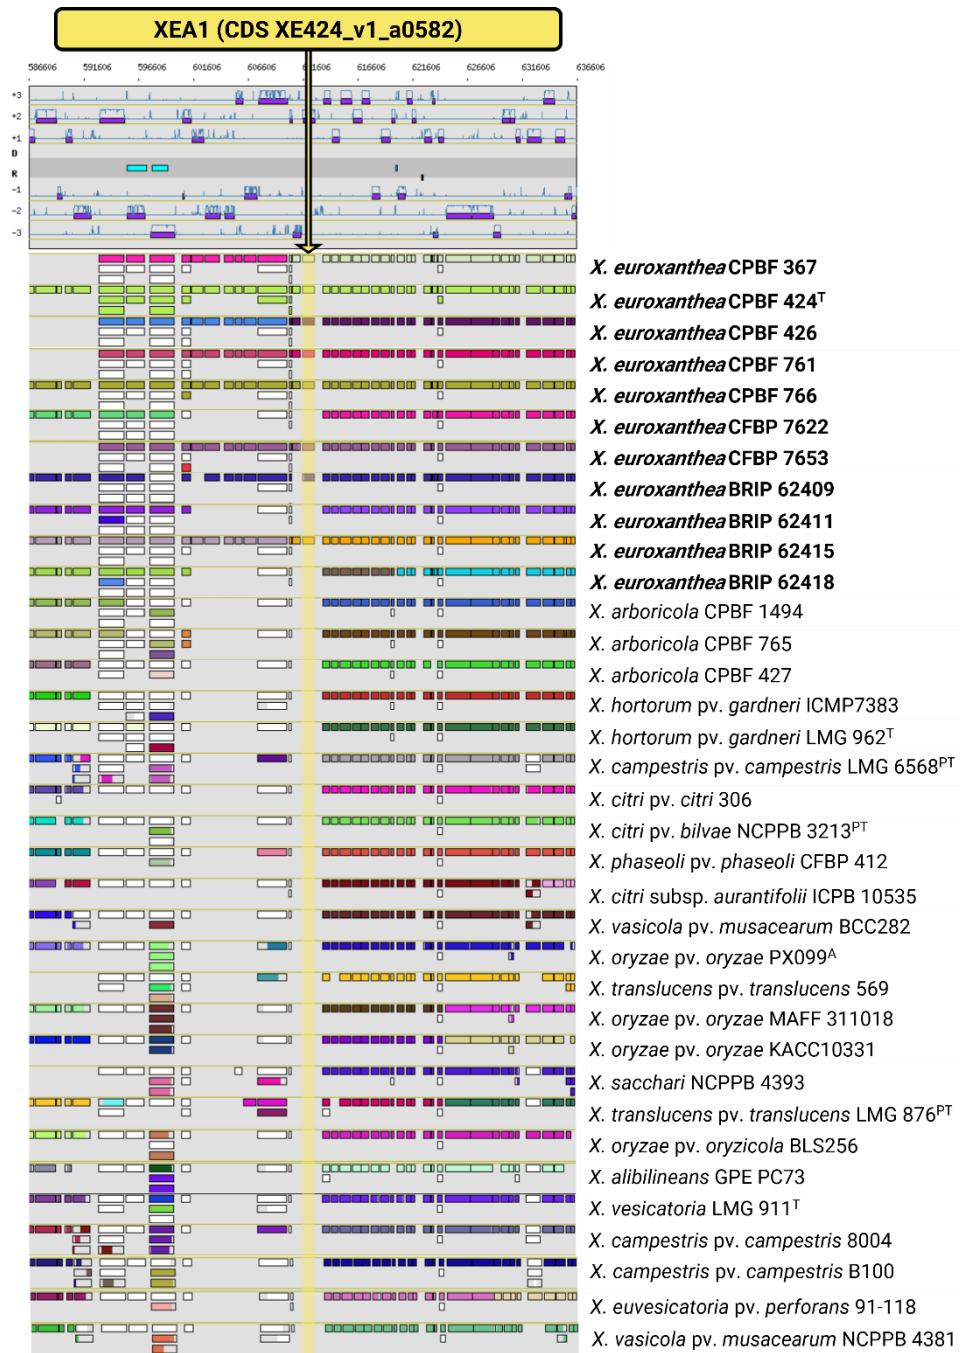 XEA1 (CDS XE424_v1_a0582)
586606 591606 596606 601606 606606 616606 621606 626606 631606 636606
+3
+2
+1
D
R
-1
-2
-3
X. euroxanthea CPBF 367
X. euroxanthea CPBF 424ᵀ
X. euroxanthea CPBF 426
X. euroxanthea CPBF 761
X. euroxanthea CPBF 766
X. euroxanthea CFBP 7622
X. euroxanthea CFBP 7653
X. euroxanthea BRIP 62409
X. euroxanthea BRIP 62411
X. euroxanthea BRIP 62415
X. euroxanthea BRIP 62418
X. arboricola CPBF 1494
X. arboricola CPBF 765
X. arboricola CPBF 427
X. hortorum pv. gardneri ICMP7383
X. hortorum pv. gardneri LMG 962ᵀ
X. campestris pv. campestris LMG 6568ᴾᵀ
X. citri pv. citri 306
X. citri pv. bilvae NCPPB 3213ᴾᵀ
X. phaseoli pv. phaseoli CFBP 412
X. citri subsp. aurantifolii ICPB 10535
X. vasicola pv. musacearum BCC282
X. oryzae pv. oryzae PX099ᴬ
X. translucens pv. translucens 569
X. oryzae pv. oryzae MAFF 311018
X. oryzae pv. oryzae KACC10331
X. sacchari NCPPB 4393
X. translucens pv. translucens LMG 876ᴾᵀ
X. oryzae pv. oryzicola BLS256
X. alibilineans GPE PC73
X. vesicatoria LMG 911ᵀ
X. campestris pv. campestris 8004
X. campestris pv. campestris B100
X. euvesicatoria pv. perforans 91-118
X. vasicola pv. musacearum NCPPB 4381